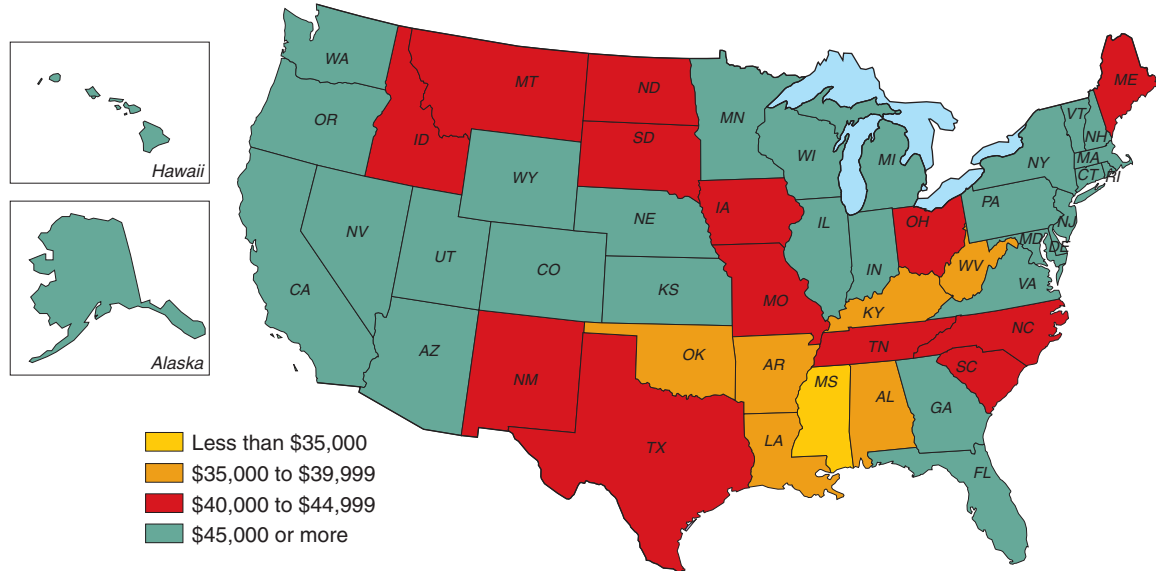 WA
MT
ND
ME
OR
ID
SD
MN
VT
NH
WI
MI
NY
MA
CT
RI
Hawaii
WY
IA
NE
PA
NV
UT
CO
IL
IN
OH
NJ
MD
DE
WV
VA
CA
KS
MO
KY
NC
AZ
OK
TN
Alaska
NM
AR
MS
AL
SC
GA
TX
LA
FL
Less than $35,000
$35,000 to $39,999
$40,000 to $44,999
$45,000 or more